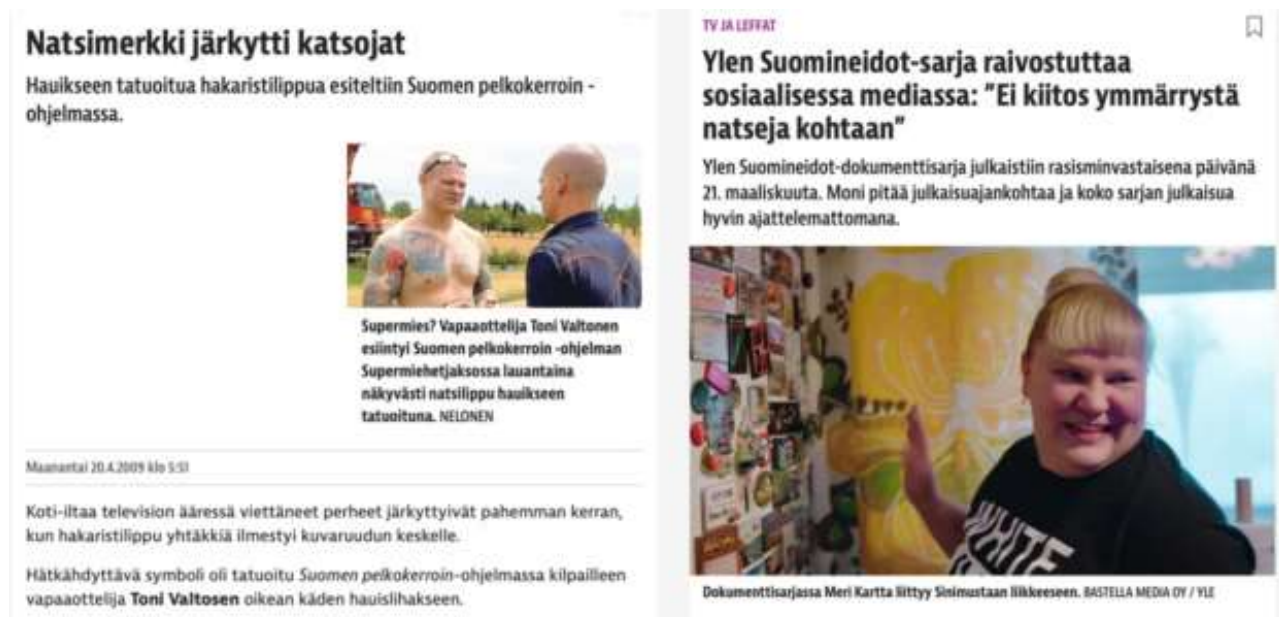 Natsimerkki järkytti katsojat
Hauikseen tatuoitua hakaristilippua esiteltiin Suomen pelkokerroin -
ohjelmassa.
Supermies? Vapaaottelija Toni Valtonen
esiintyi Suomen pelkokerroin -ohjelman
Supermiehetjaksossa lauantaina
näkyvästi natsilippu hauikseen
tatuoituna. NELONEN
Maanantai 20.4.2009 klo 5:51
Koti-iltaa television ääressä viettäneet perheet järkyttyivät pahemman kerran,
kun hakaristilippu yhtäkkiä ilmestyi kuvaruudun keskelle.
Hätkähdyttävä symboli oli tatuoitu Suomen pelkokerroin-ohjelmassa kilpailleen
vapaaottelija Toni Valtosen oikean käden hauislihakseen.
TV JA LEFFAT
Ylen Suomineidot-sarja raivostuttaa
sosiaalisessa mediassa: ”Ei kiitos ymmärrystä
natseja kohtaan”
Ylen Suomineidot-dokumenttisarja julkaistiin rasisminvastaisena päivänä
21. maaliskuuta. Moni pitää julkaisuajankohtaa ja koko sarjan julkaisua
hyvin ajattelemattomana.
WHITE
Dokumenttisarjassa Meri Kartta liittyy Sinimustaan liikkeeseen. BASTELLA MEDIA OY / YLE